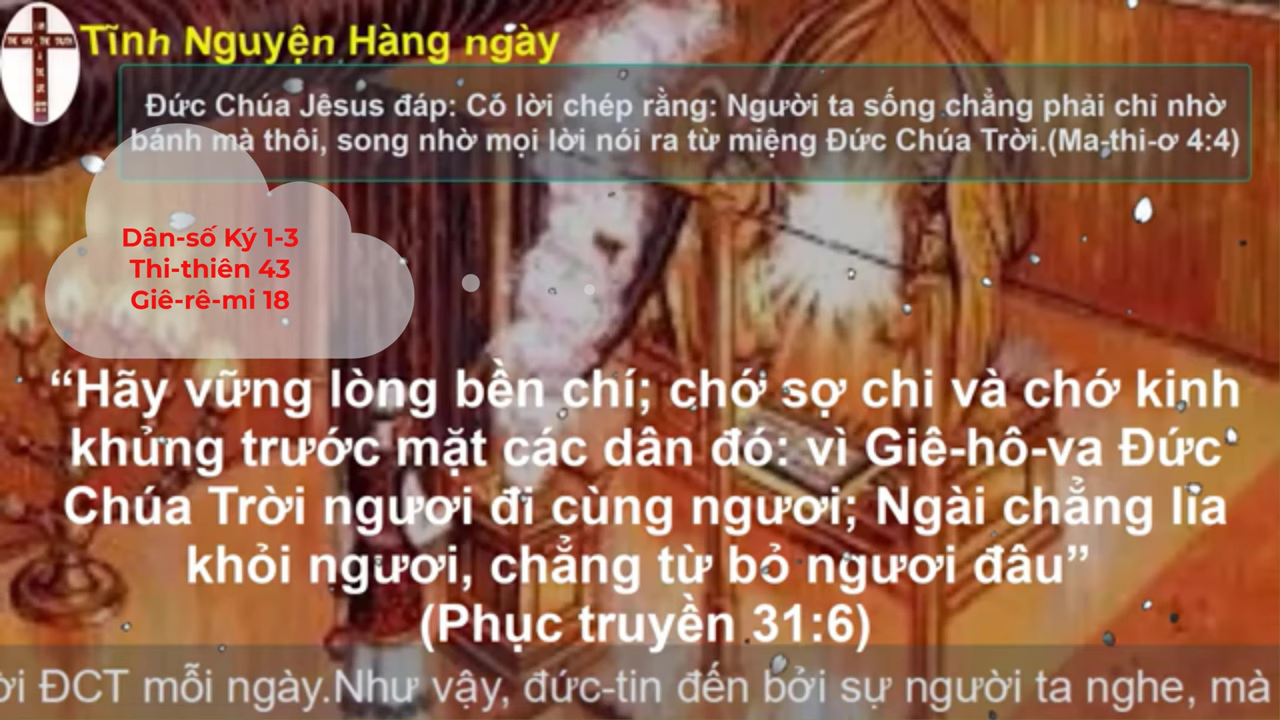 Tĩnh Nguyện Hàng ngày
Đức Chúa Jêsus đáp: Có lời chép rằng: Người ta sống chẳng phải chỉ nhờ
bánh mà thôi, song nhờ mọi lời nói ra từ miệng Đức Chúa Trời.(Ma-thi-ơ 4:4)
Dân-số Ký 1-3
Thi-thiên 43
Giê-rê-mi 18
“Hãy vững lòng bền chí; chớ sợ chi và chớ kinh
khủng trước mặt các dân đó: vì Giê-hô-va Đức
Chúa Trời ngươi đi cùng ngươi; Ngài chẳng lìa
khỏi ngươi, chẳng từ bỏ ngươi đâu”
(Phục truyền 31:6)
ời ĐCT mỗi ngày.Như vậy, đức-tin đến bởi sự người ta nghe, mà